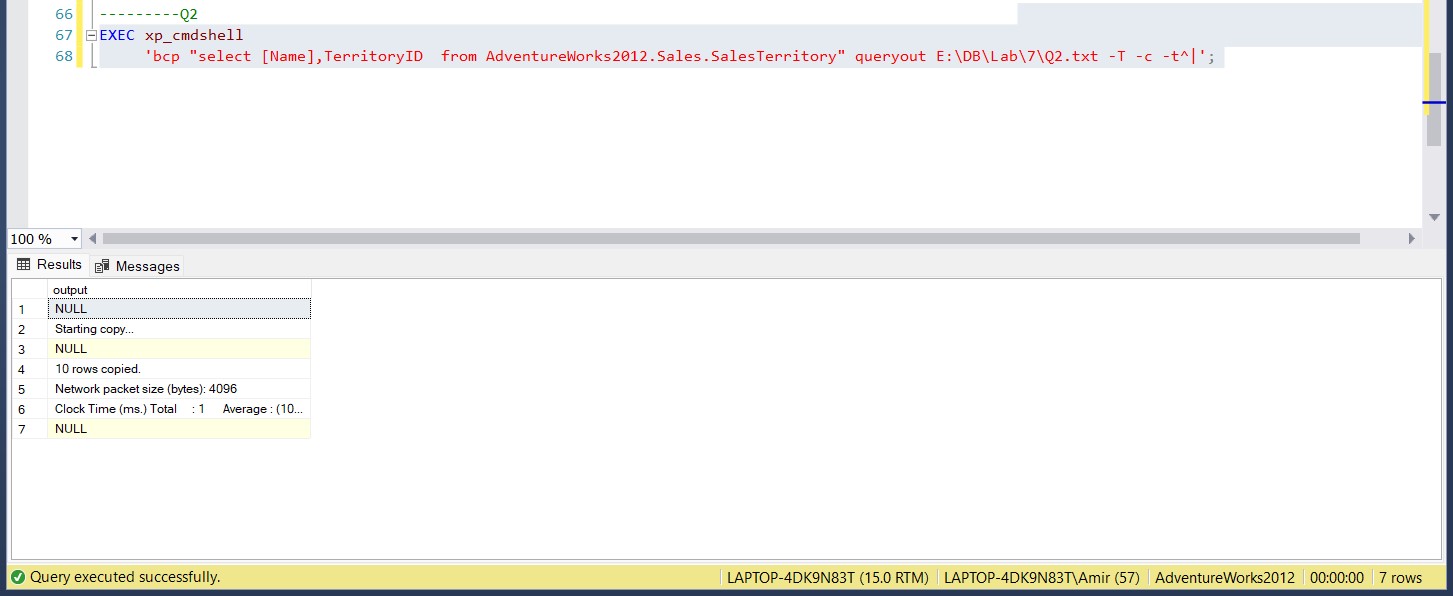 66 ---------Q2
67 EXEC xp_cmdshell
68 'bcp "select [Name],TerritoryID  from AdventureWorks2012.Sales.SalesTerritory" queryout E:\DB\Lab\7\Q2.txt -T -c -t^|';
100 %
Results Messages
output
1 NULL
2 Starting copy...
3 NULL
4 10 rows copied.
5 Network packet size (bytes): 4096
6 Clock Time (ms.) Total : 1 Average : (10...
7 NULL
Query executed successfully. LAPTOP-4DK9N83T (15.0 RTM) LAPTOP-4DK9N83T\Amir (57) AdventureWorks2012 00:00:00 7 rows